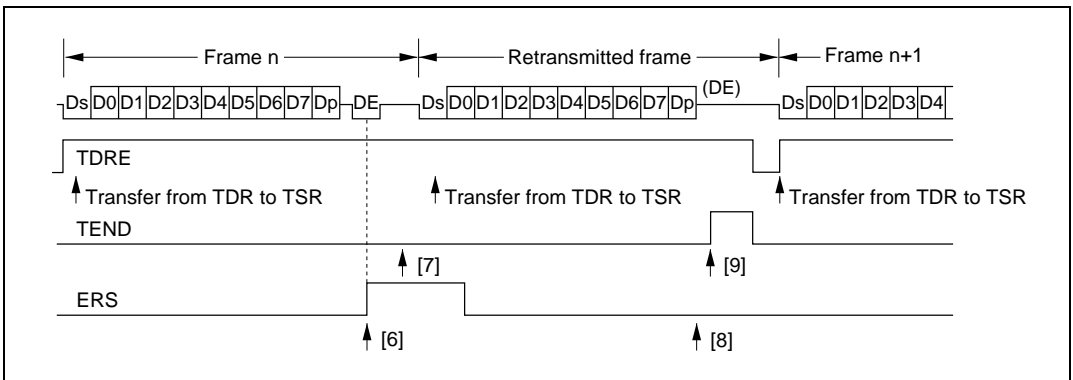 Frame n Retransmitted frame Frame n+1
Ds D0 D1 D2 D3 D4 D5 D6 D7 Dp DE Ds D0 D1 D2 D3 D4 D5 D6 D7 Dp (DE) Ds D0 D1 D2 D3 D4
TDRE
Transfer from TDR to TSR Transfer from TDR to TSR Transfer from TDR to TSR
TEND
[7] [9]
ERS
[6] [8]